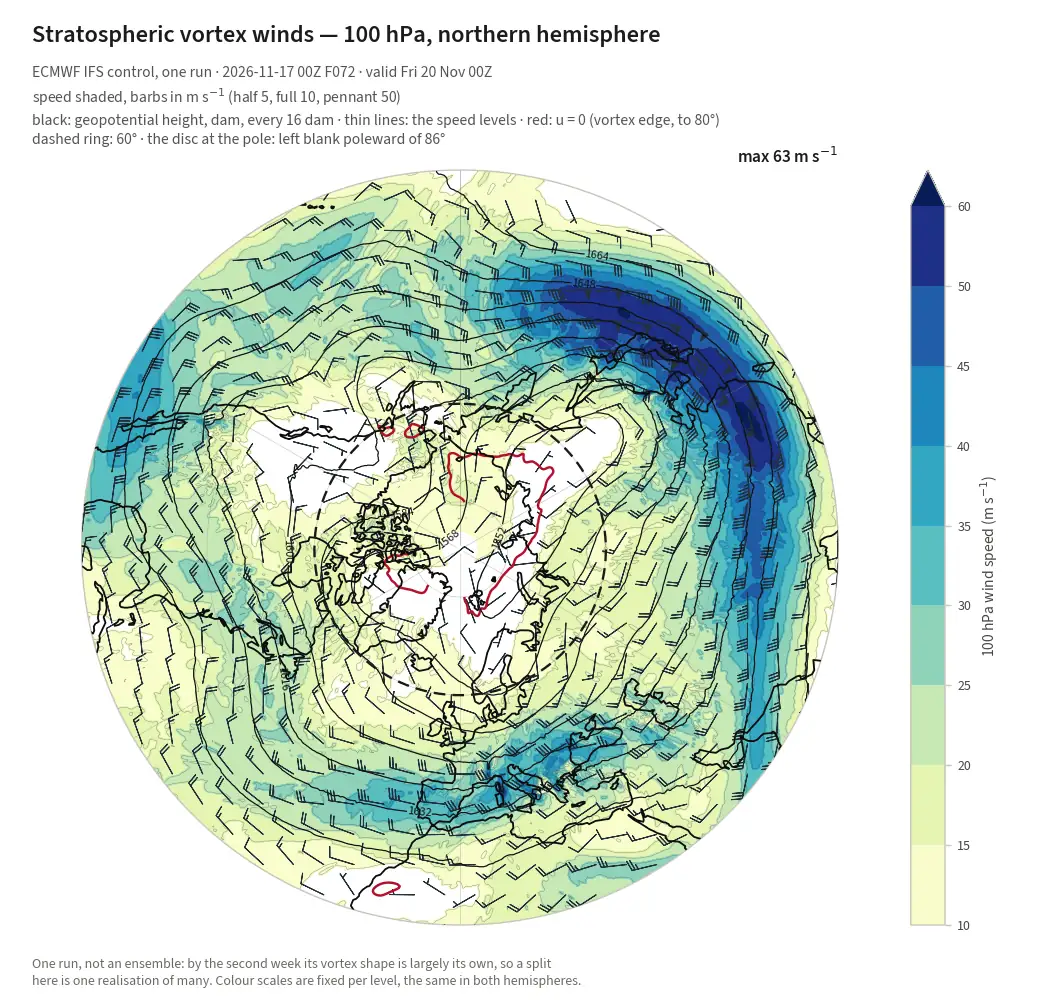 Stratospheric vortex winds — 100 hPa, northern hemisphere
ECMWF IFS control, one run · 2026-11-17 00Z F072 · valid Fri 20 Nov 00Z
speed shaded, barbs in m s⁻¹ (half 5, full 10, pennant 50)
black: geopotential height, dam, every 16 dam · thin lines: the speed levels · red: u = 0 (vortex edge, to 80°)
dashed ring: 60° · the disc at the pole: left blank poleward of 86°
max 63 m s⁻¹
1664
1648
1568
1600
1616
1632
60
50
45
40
35
30
25
20
15
10
100 hPa wind speed (m s⁻¹)
One run, not an ensemble: by the second week its vortex shape is largely its own, so a split
here is one realisation of many. Colour scales are fixed per level, the same in both hemispheres.